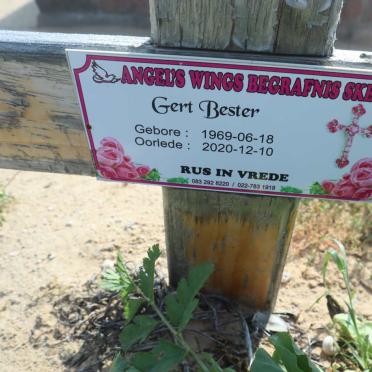 ANGEL'S WINGS BEGRAFNIS
Gert Bester
Gebore : 1969-06-18
Oorlede : 2020-12-10
RUS IN VREDE
083 292 8220 / 022-783 1918